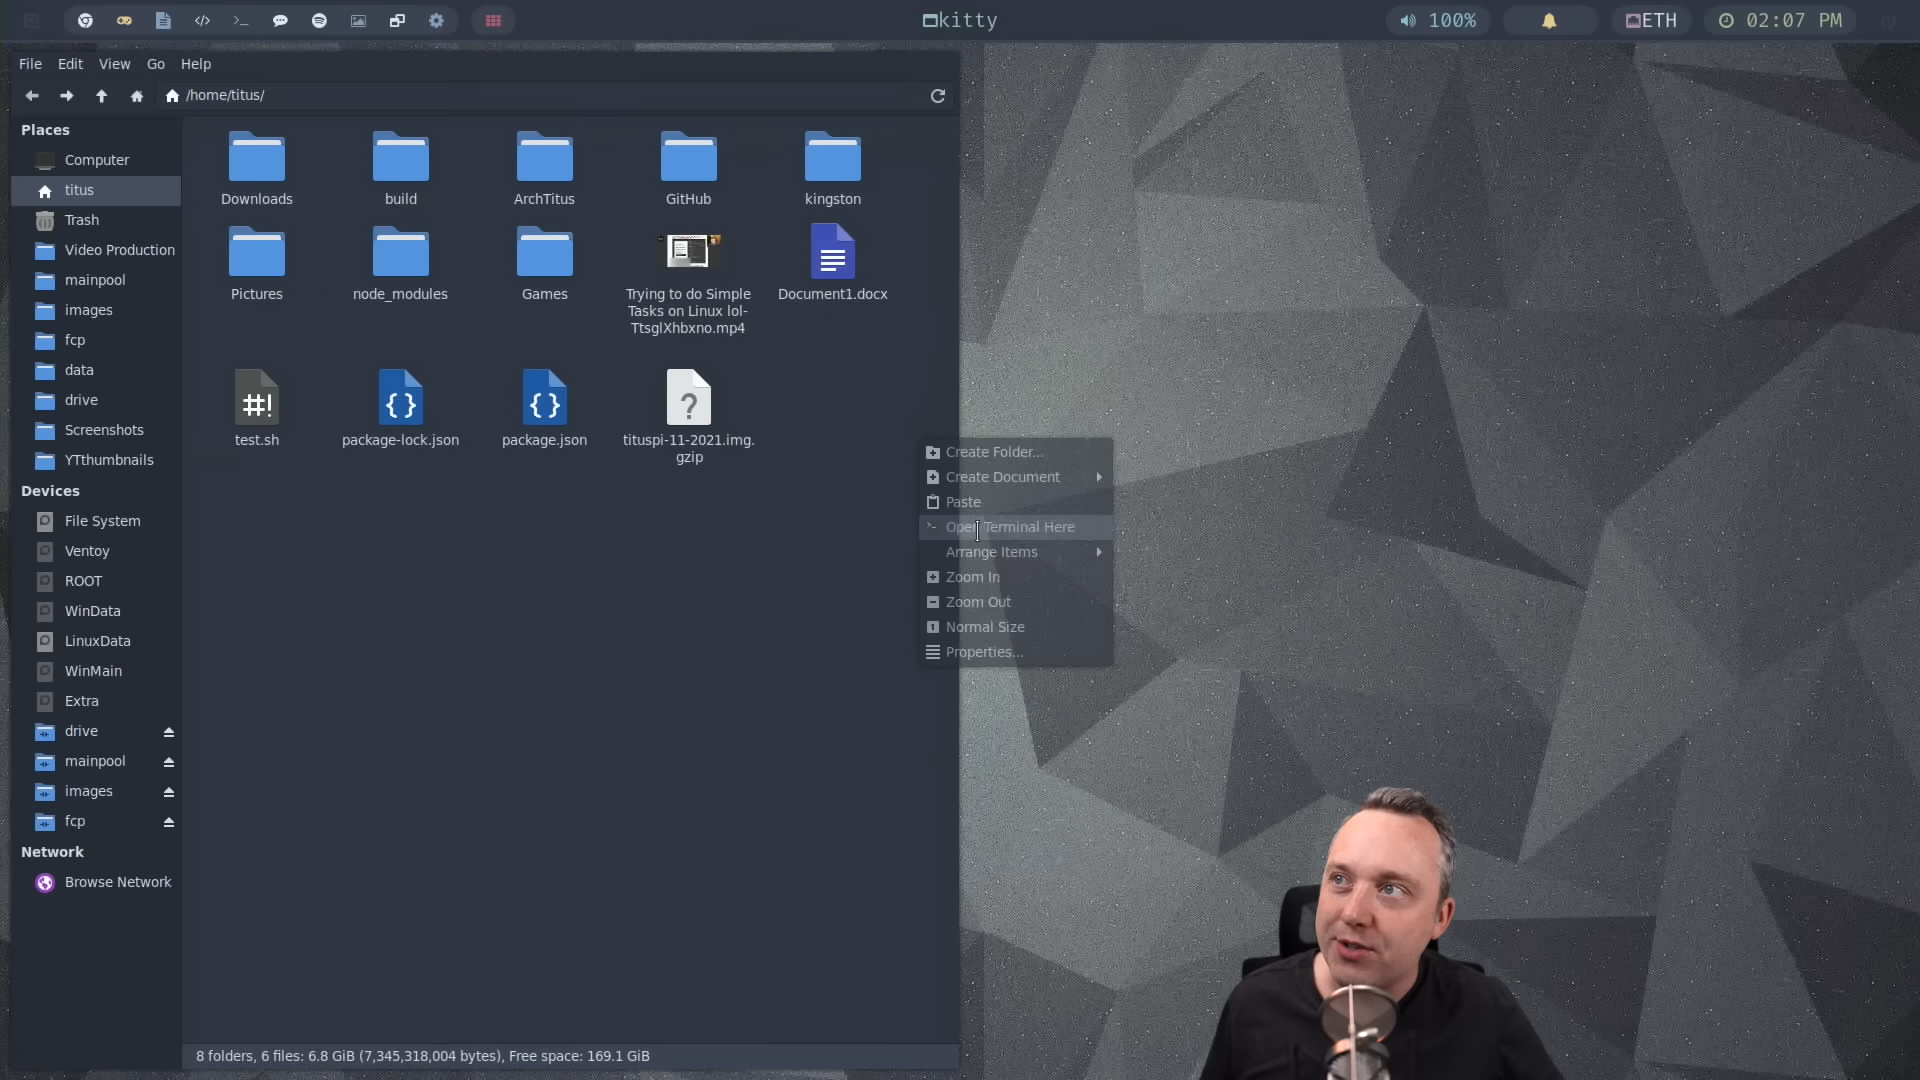 kitty
100%
ETH
02:07 PM
File Edit View Go Help
/home/titus/
Places
Computer
titus
Trash
Video Production
mainpool
images
fcp
data
drive
Screenshots
YTthumbnails
Devices
File System
Ventoy
ROOT
WinData
LinuxData
WinMain
Extra
drive
mainpool
images
fcp
Network
Browse Network
Downloads
build
ArchTitus
GitHub
kingston
Pictures
node_modules
Games
Trying to do Simple
Tasks on Linux lol-
TtsglXhbxno.mp4
Document1.docx
#!
test.sh
{}
package-lock.json
{}
package.json
?
tituspi-11-2021.img.
gzip
Create Folder...
Create Document
Paste
Open Terminal Here
Arrange Items
Zoom In
Zoom Out
Normal Size
Properties...
8 folders, 6 files: 6.8 GiB (7,345,318,004 bytes), Free space: 169.1 GiB